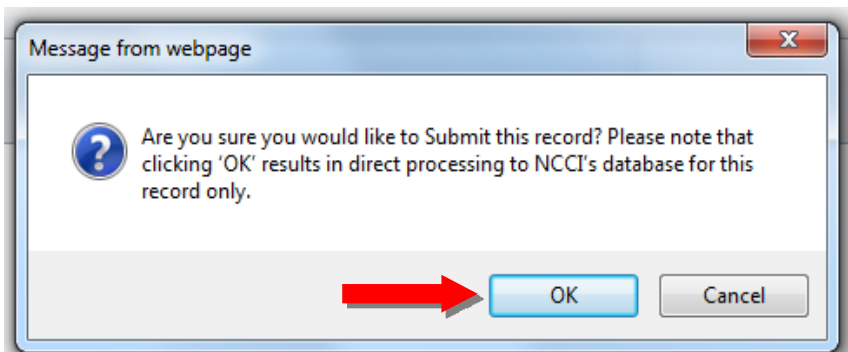 Message from webpage
Are you sure you would like to Submit this record? Please note that
clicking ‘OK’ results in direct processing to NCCI’s database for this
record only.
OK
Cancel